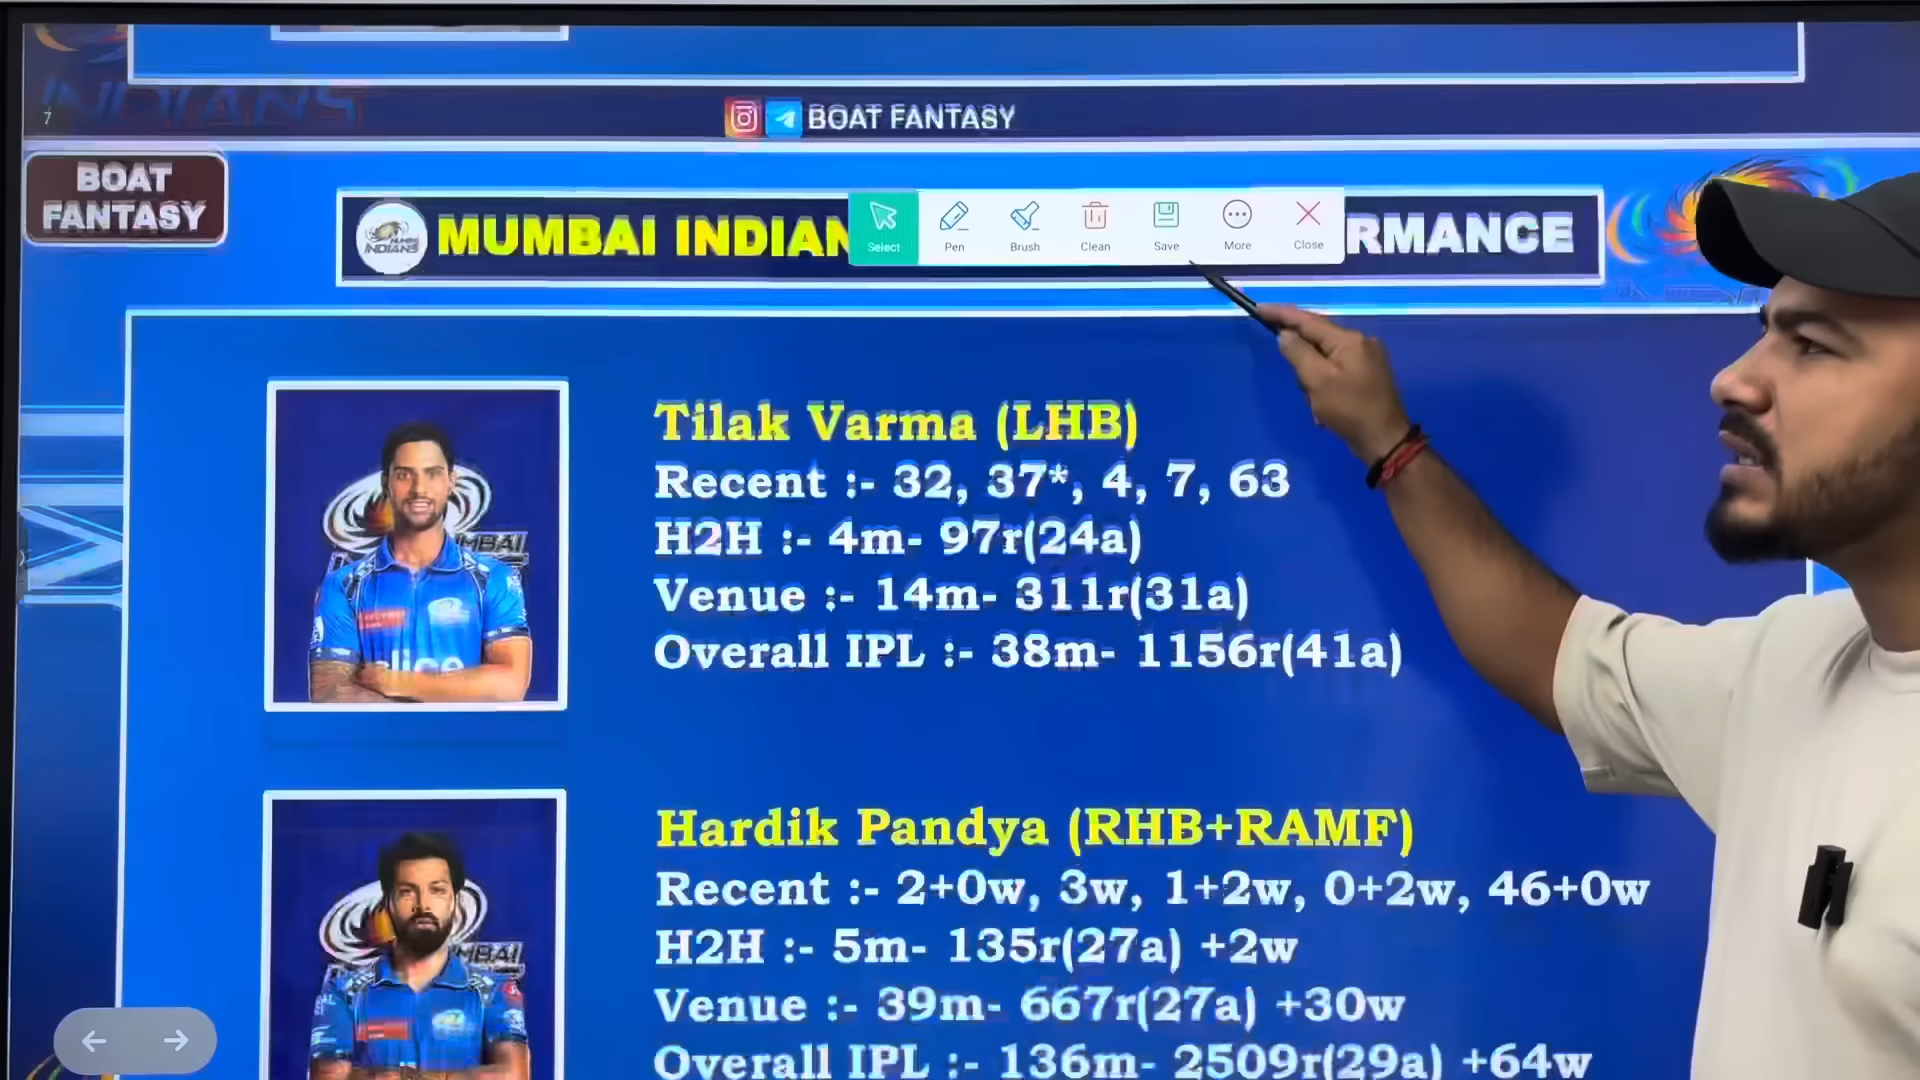 INDIANS
7
BOAT FANTASY
BOAT
FANTASY
MUMBAI INDIAN
RMANCE
Select
Pen
Brush
Clean
Save
More
Close
Tilak Varma (LHB)
Recent :- 32, 37*, 4, 7, 63
H2H :- 4m- 97r(24a)
Venue :- 14m- 311r(31a)
Overall IPL :- 38m- 1156r(41a)
slice
Hardik Pandya (RHB+RAMF)
Recent :- 2+0w, 3w, 1+2w, 0+2w, 46+0w
H2H :- 5m- 135r(27a) +2w
Venue :- 39m- 667r(27a) +30w
Overall IPL :- 136m- 2509r(29a) +64w